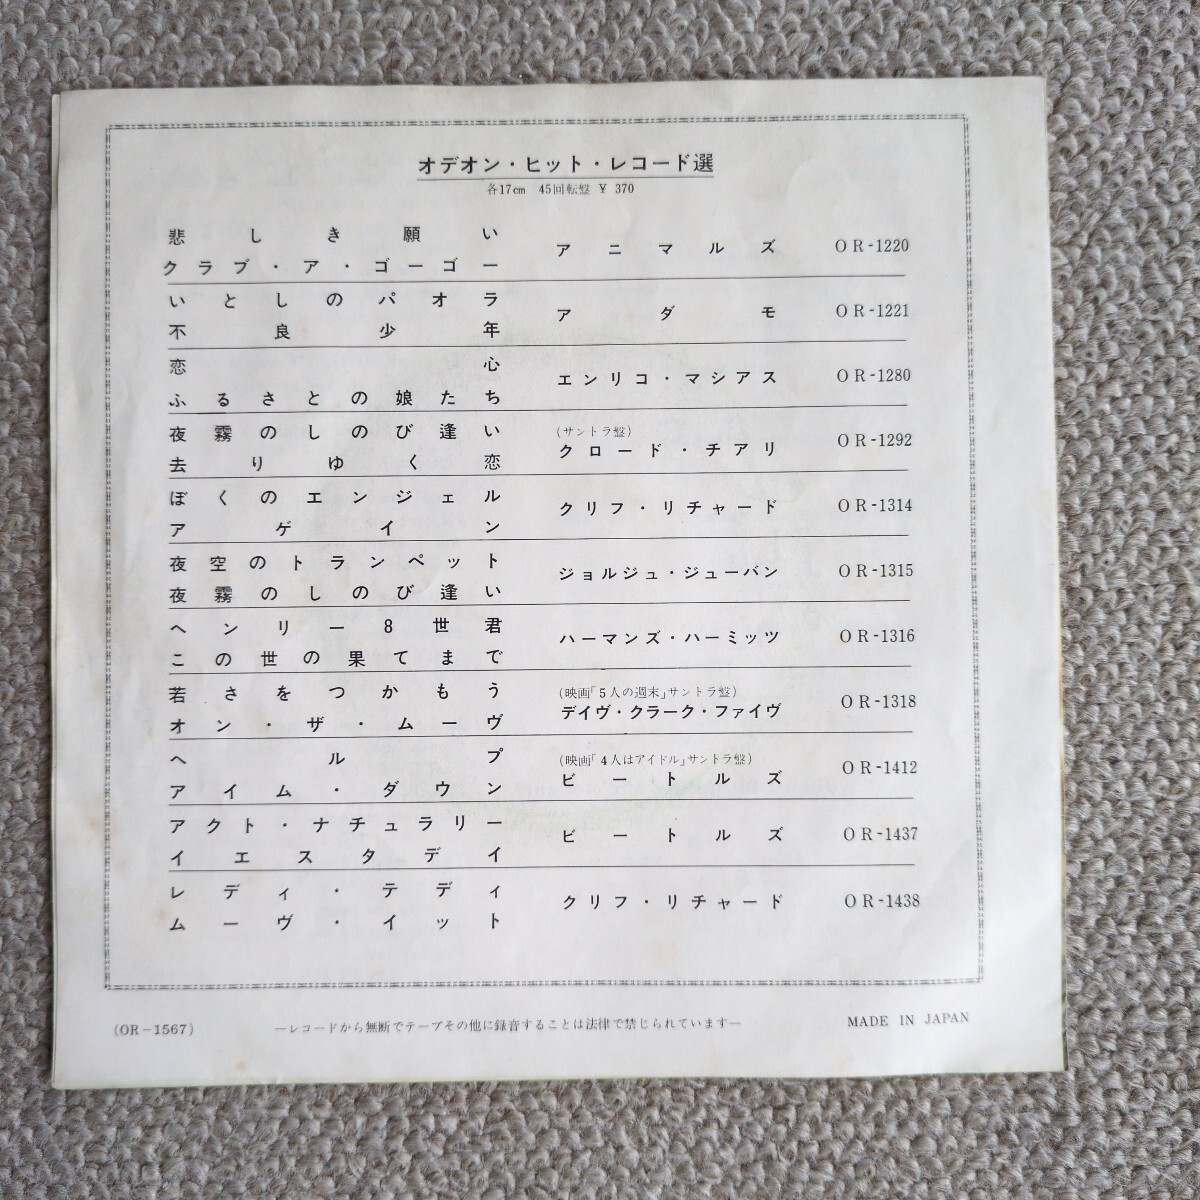 オデオン・ヒット・レコード選
各17cm 45回転盤 ¥ 370
悲しき願い
クラブ・ア・ゴーゴー
アニマルズ OR-1220
いとしのパオラ
不良少年
アダモ OR-1221
恋心
ふるさとの娘たち
エンリコ・マシアス OR-1280
夜霧のしのび逢い
去りゆく恋
(サントラ盤)
クロード・チアリ OR-1292
ぼくのエンジェル
アゲイン
クリフ・リチャード OR-1314
夜空のトランペット
夜霧のしのび逢い
ジョルジュ・ジューバン OR-1315
ヘンリー8世君
この世の果てまで
ハーマンズ・ハーミッツ OR-1316
若さをつかもう
オン・ザ・ムーヴ
(映画「5人の週末」サントラ盤)
デイヴ・クラーク・ファイヴ OR-1318
ヘルプ
アイム・ダウン
(映画「4人はアイドル」サントラ盤)
ビートルズ OR-1412
アクト・ナチュラリー
イエスタデイ
ビートルズ OR-1437
レディ・テディ
ムーヴ・イット
クリフ・リチャード OR-1438
(OR-1567)
―レコードから無断でテープその他に録音することは法律で禁じられています―
MADE IN JAPAN